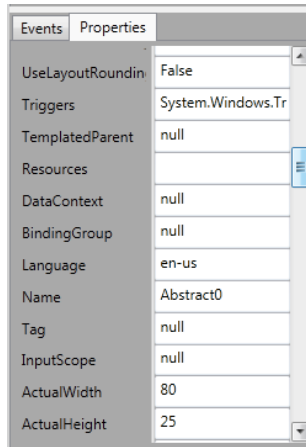 Events Properties
UseLayoutRoundin False
Triggers System.Windows.Tr
TemplatedParent null
Resources
DataContext null
BindingGroup null
Language en-us
Name Abstract0
Tag null
InputScope null
ActualWidth 80
ActualHeight 25